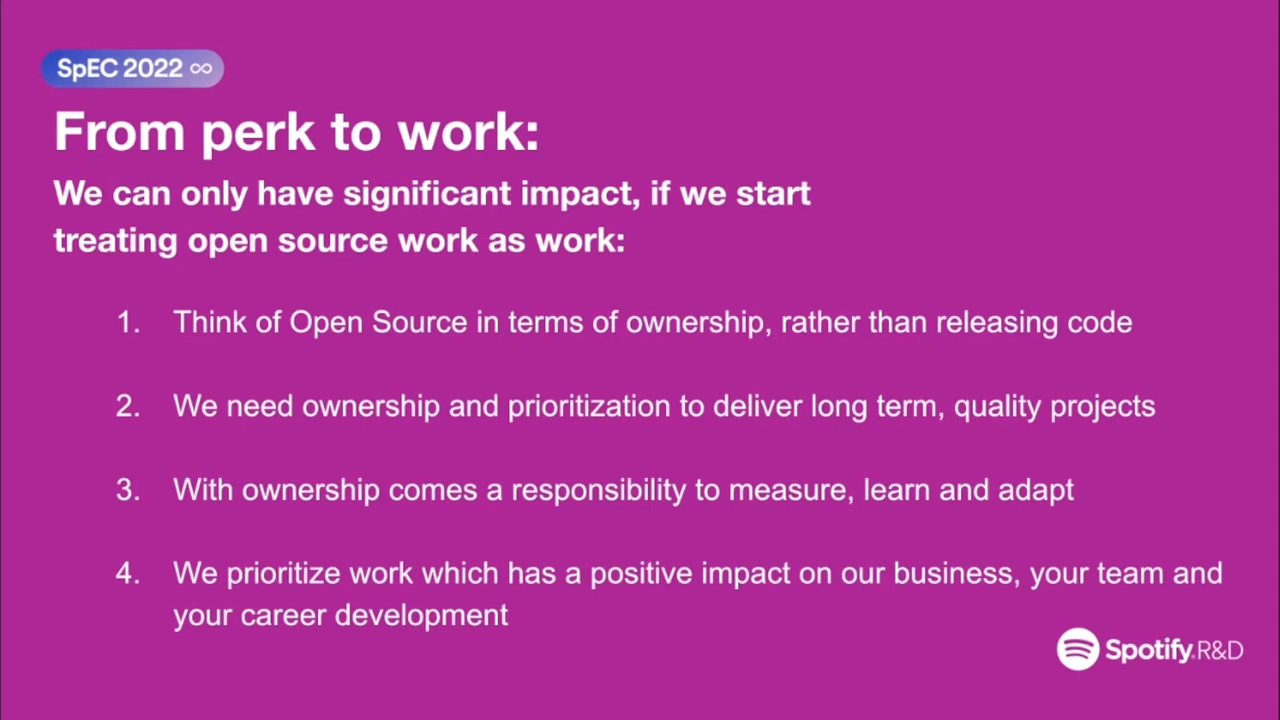 SpEC 2022 ∞
From perk to work:
We can only have significant impact, if we start
treating open source work as work:
1. Think of Open Source in terms of ownership, rather than releasing code
2. We need ownership and prioritization to deliver long term, quality projects
3. With ownership comes a responsibility to measure, learn and adapt
4. We prioritize work which has a positive impact on our business, your team and
your career development
Spotify R&D